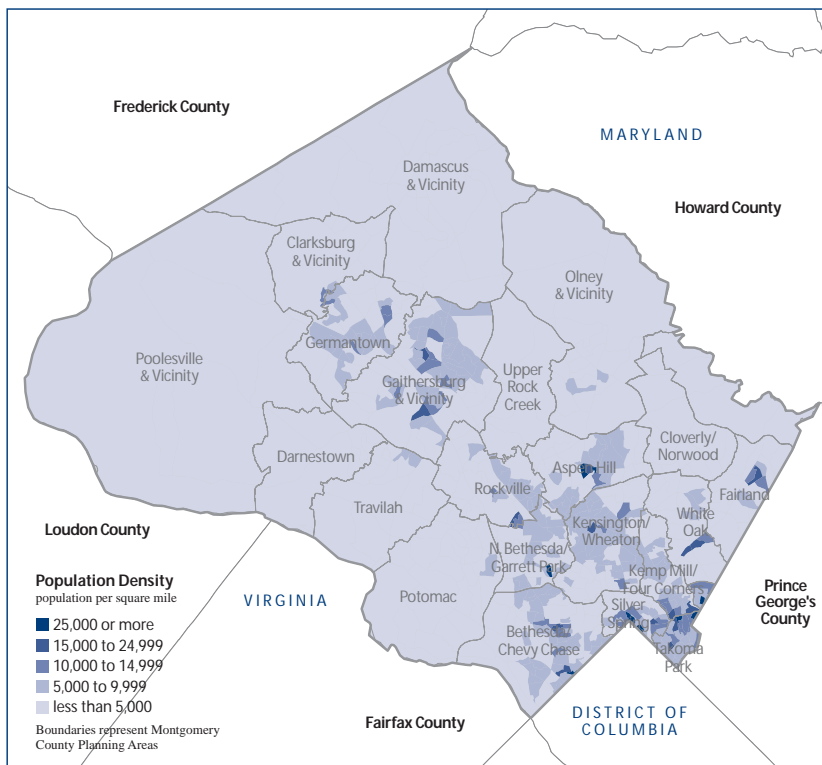 Frederick County
MARYLAND
Damascus
& Vicinity
Howard County
Clarksburg
& Vicinity
Olney
& Vicinity
Germantown
Poolesville
& Vicinity
Upper
Rock
Creek
Gaithersburg
& Vicinity
Cloverly/
Norwood
Darnestown
Aspen Hill
Rockville
Fairland
Travilah
Kensington/
Wheaton
White
Oak
Loudon County
N. Bethesda/
Garrett Park
Kemp Mill/
Four Corners
Potomac
VIRGINIA
Prince
George's
County
Silver
Spring
Bethesda/
Chevy Chase
Takoma
Park
Population Density
population per square mile
25,000 or more
15,000 to 24,999
10,000 to 14,999
5,000 to 9,999
less than 5,000
Boundaries represent Montgomery
County Planning Areas
Fairfax County
DISTRICT OF
COLUMBIA